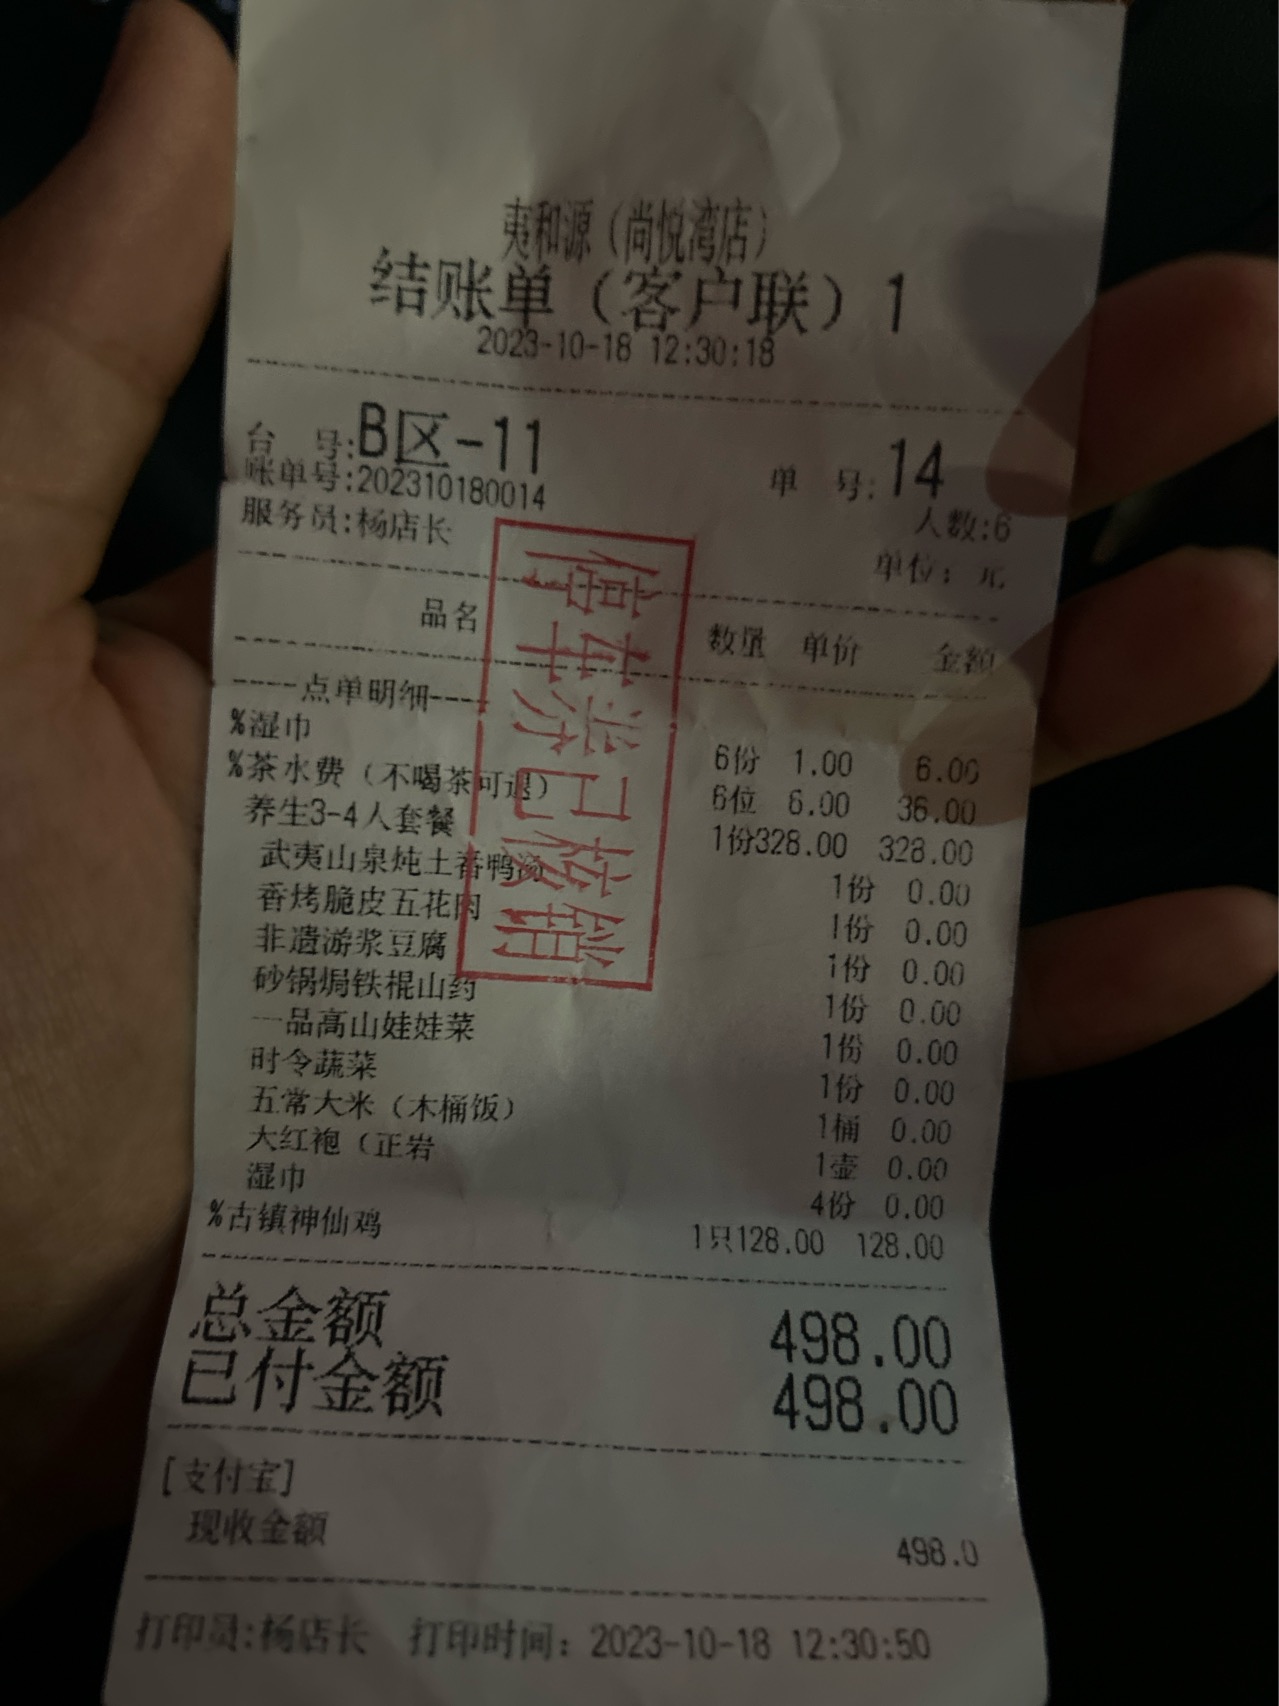 夷和源（尚悦湾店）
结账单（客户联）1
2023-10-18 12:30:18
台 号:B区-11 单 号:14
账单号:202310180014 人数:6
服务员:杨店长 单位：元
品名 数量 单价 金额
-----点单明细----
%湿巾 6份 1.00 6.00
%茶水费（不喝茶可退） 6位 6.00 36.00
养生3-4人套餐 1份328.00 328.00
武夷山泉炖土番鸭汤 1份 0.00
香烤脆皮五花肉 1份 0.00
非遗游浆豆腐 1份 0.00
砂锅焗铁棍山药 1份 0.00
一品高山娃娃菜 1份 0.00
时令蔬菜 1份 0.00
五常大米（木桶饭） 1桶 0.00
大红袍（正岩 1壶 0.00
湿巾 4份 0.00
%古镇神仙鸡 1只128.00 128.00
总金额 498.00
已付金额 498.00
[支付宝]
现收金额 498.0
打印员:杨店长 打印时间：2023-10-18 12:30:50
停车券已核销